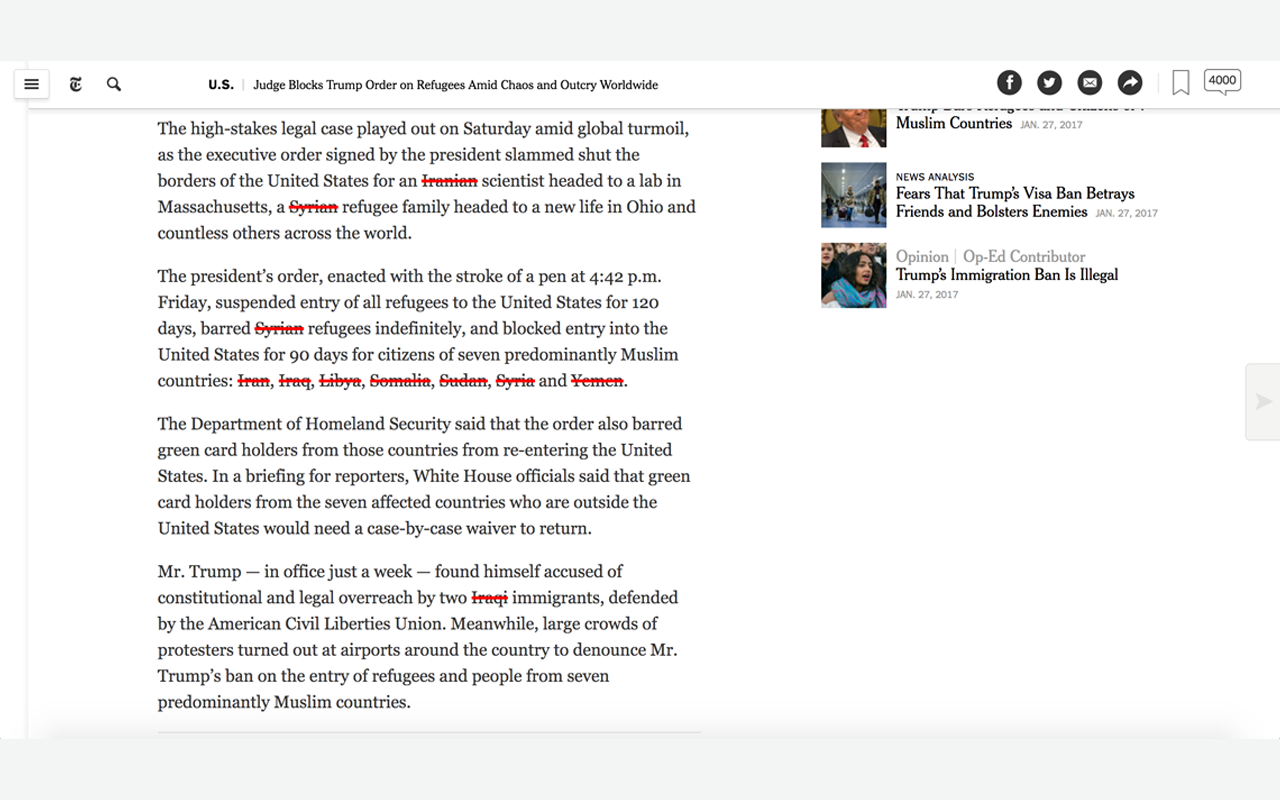 U.S. | Judge Blocks Trump Order on Refugees Amid Chaos and Outcry Worldwide
4000
The high-stakes legal case played out on Saturday amid global turmoil,
as the executive order signed by the president slammed shut the
borders of the United States for an Iranian scientist headed to a lab in
Massachusetts, a Syrian refugee family headed to a new life in Ohio and
countless others across the world.
The president’s order, enacted with the stroke of a pen at 4:42 p.m.
Friday, suspended entry of all refugees to the United States for 120
days, barred Syrian refugees indefinitely, and blocked entry into the
United States for 90 days for citizens of seven predominantly Muslim
countries: Iran, Iraq, Libya, Somalia, Sudan, Syria and Yemen.
The Department of Homeland Security said that the order also barred
green card holders from those countries from re-entering the United
States. In a briefing for reporters, White House officials said that green
card holders from the seven affected countries who are outside the
United States would need a case-by-case waiver to return.
Mr. Trump — in office just a week — found himself accused of
constitutional and legal overreach by two Iraqi immigrants, defended
by the American Civil Liberties Union. Meanwhile, large crowds of
protesters turned out at airports around the country to denounce Mr.
Trump’s ban on the entry of refugees and people from seven
predominantly Muslim countries.
Muslim Countries JAN. 27, 2017
NEWS ANALYSIS
Fears That Trump’s Visa Ban Betrays
Friends and Bolsters Enemies JAN. 27, 2017
Opinion | Op-Ed Contributor
Trump’s Immigration Ban Is Illegal
JAN. 27, 2017